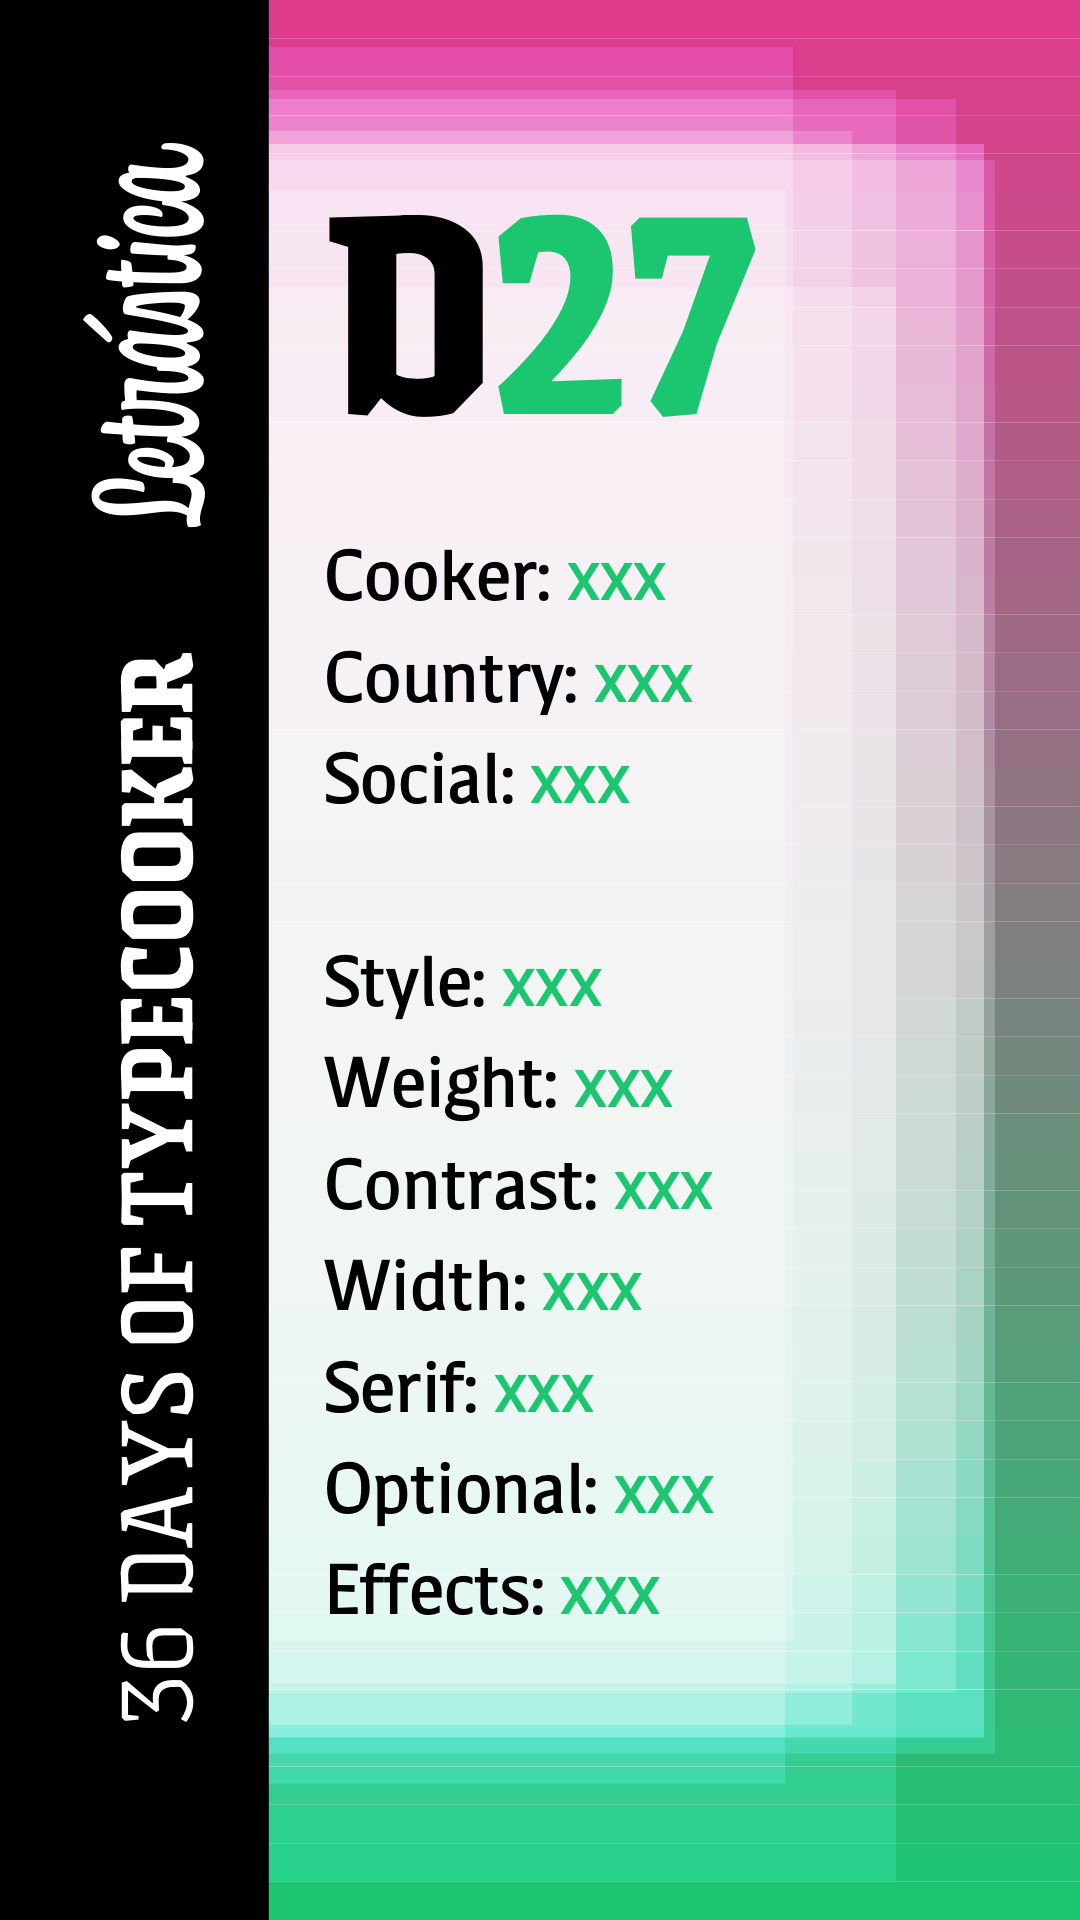 Letrástica
36 DAYS OF TYPECOOKER
D27
Cooker: xxx
Country: xxx
Social: xxx
Style: xxx
Weight: xxx
Contrast: xxx
Width: xxx
Serif: xxx
Optional: xxx
Effects: xxx